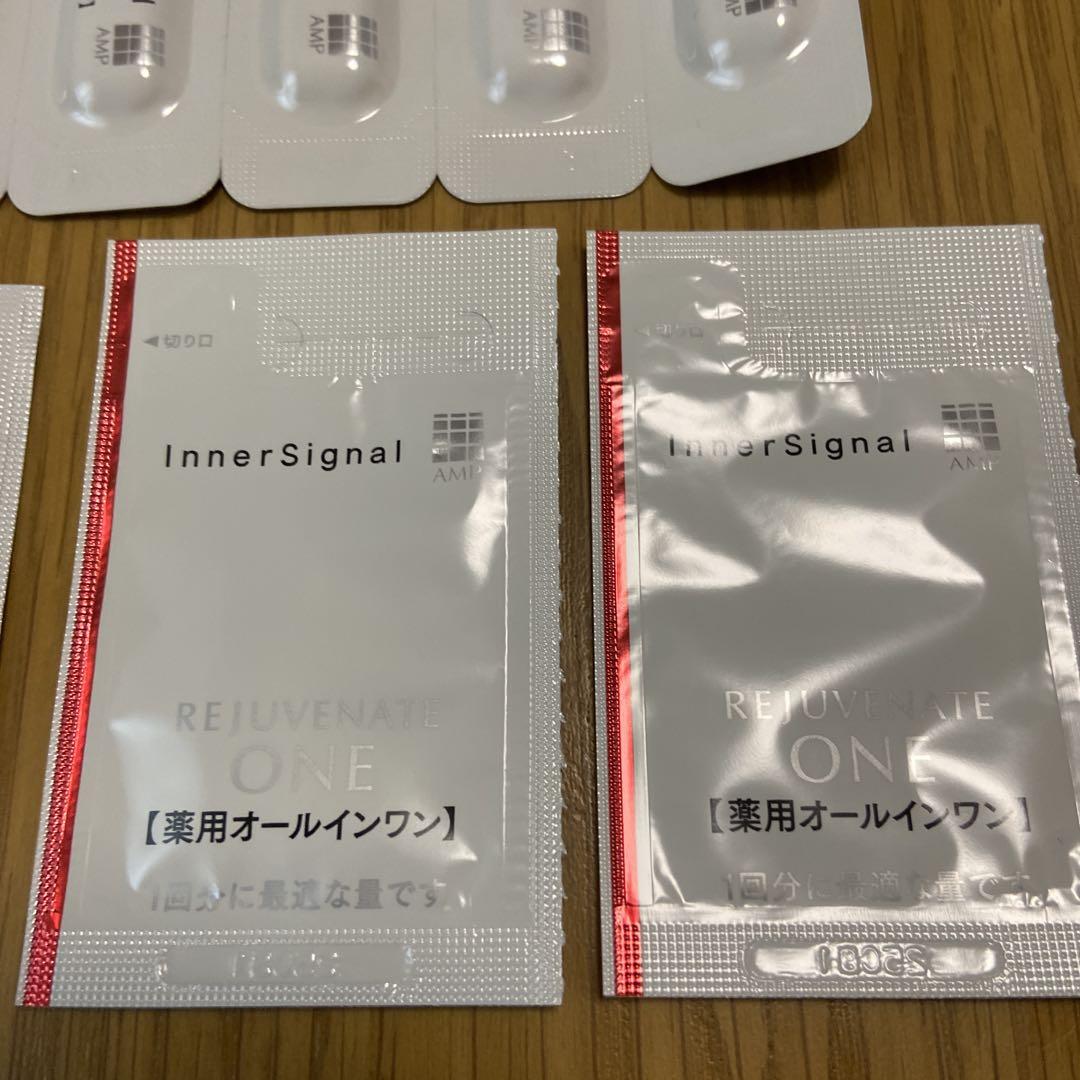 AMP
AMP
AMP
AMP
◀切り口
InnerSignal
AMP
REJUVENATE
ONE
【薬用オールインワン】
1回分に最適な量です
切り口
InnerSignal
AMP
REJUVENATE
ONE
【薬用オールインワン】
1回分に最適な量です